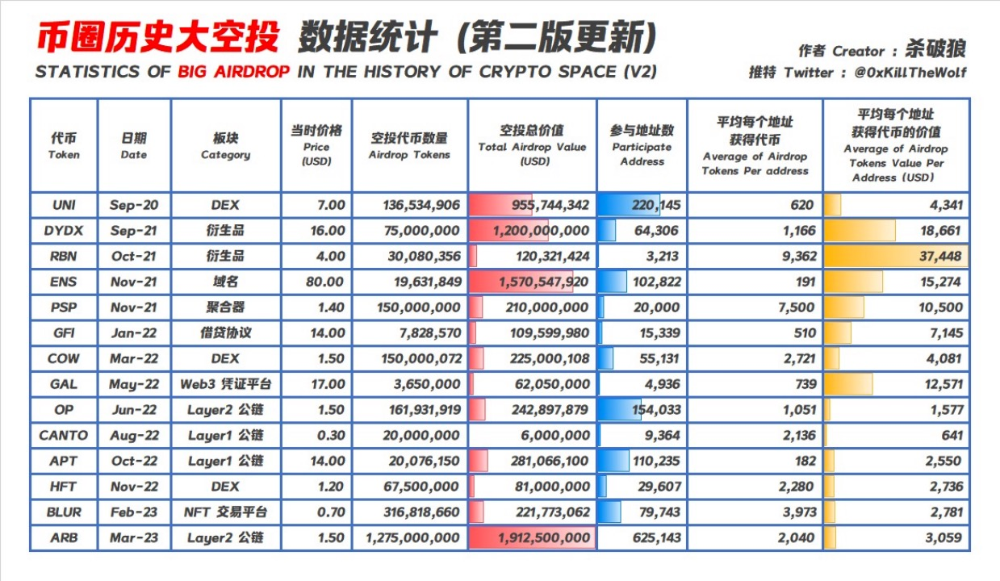 币圈历史大空投 数据统计 (第二版更新)
STATISTICS OF BIG AIRDROP IN THE HISTORY OF CRYPTO SPACE (V2)
作者 Creator : 杀破狼
推特 Twitter : @0xKillTheWolf
代币 Token 日期 Date 板块 Category 当时价格 Price (USD) 空投代币数量 Airdrop Tokens 空投总价值 Total Airdrop Value (USD) 参与地址数 Participate Address 平均每个地址获得代币 Average of Airdrop Tokens Per address 平均每个地址获得代币的价值 Average of Airdrop Tokens Value Per Address (USD)
UNI Sep-20 DEX 7.00 136,534,906 955,744,342 220,145 620 4,341
DYDX Sep-21 衍生品 16.00 75,000,000 1,200,000,000 64,306 1,166 18,661
RBN Oct-21 衍生品 4.00 30,080,356 120,321,424 3,213 9,362 37,448
ENS Nov-21 域名 80.00 19,631,849 1,570,547,920 102,822 191 15,274
PSP Nov-21 聚合器 1.40 150,000,000 210,000,000 20,000 7,500 10,500
GFI Jan-22 借贷协议 14.00 7,828,570 109,599,980 15,339 510 7,145
COW Mar-22 DEX 1.50 150,000,072 225,000,108 55,131 2,721 4,081
GAL May-22 Web3 凭证平台 17.00 3,650,000 62,050,000 4,936 739 12,571
OP Jun-22 Layer2 公链 1.50 161,931,919 242,897,879 154,033 1,051 1,577
CANTO Aug-22 Layer1 公链 0.30 20,000,000 6,000,000 9,364 2,136 641
APT Oct-22 Layer1 公链 14.00 20,076,150 281,066,100 110,235 182 2,550
HFT Nov-22 DEX 1.20 67,500,000 81,000,000 29,607 2,280 2,736
BLUR Feb-23 NFT 交易平台 0.70 316,818,660 221,773,062 79,743 3,973 2,781
ARB Mar-23 Layer2 公链 1.50 1,275,000,000 1,912,500,000 625,143 2,040 3,059